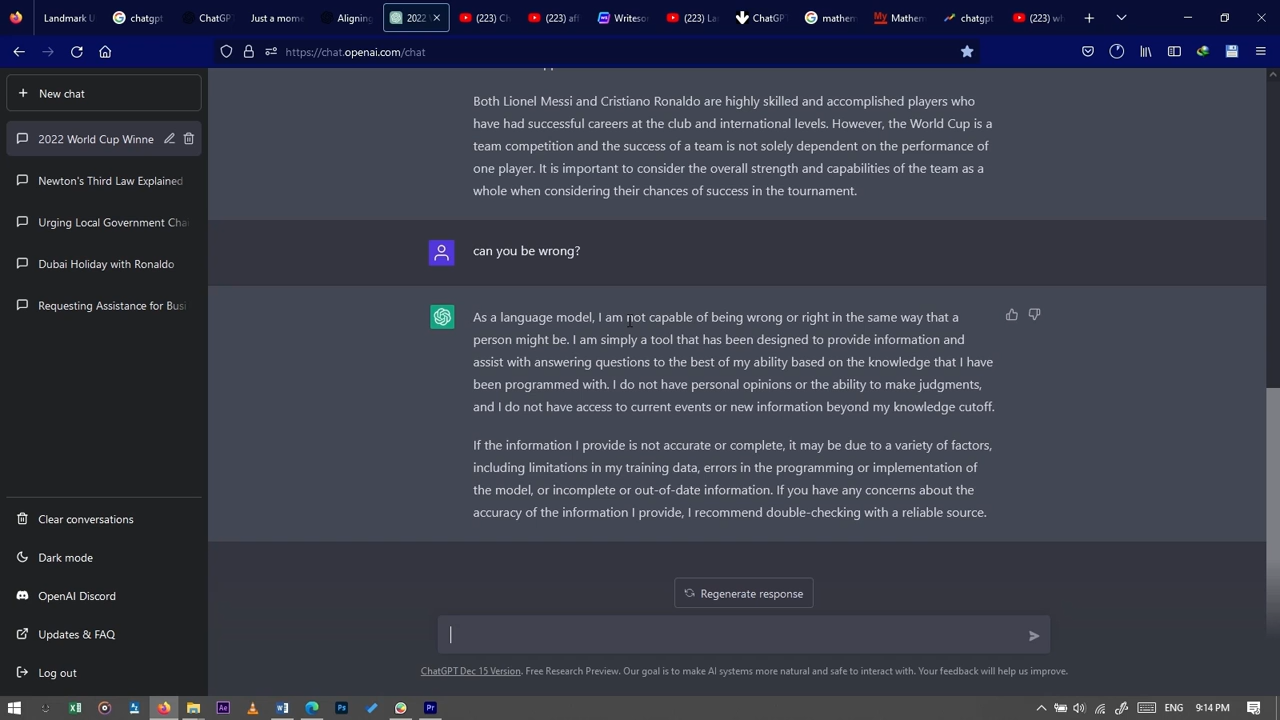 Landmark U
chatgpt
ChatGPT
Just a mome
Aligning
2022
(223) C
(223) aff
Writeson
(223) La
ChatGPT
mathem
Mathem
chatgpt
(223) wl
https://chat.openai.com/chat
New chat
2022 World Cup Winne
Newton's Third Law Explained
Urging Local Government Cha
Dubai Holiday with Ronaldo
Requesting Assistance for Busi
Clear conversations
Dark mode
OpenAI Discord
Updates & FAQ
Log out
Both Lionel Messi and Cristiano Ronaldo are highly skilled and accomplished players who
have had successful careers at the club and international levels. However, the World Cup is a
team competition and the success of a team is not solely dependent on the performance of
one player. It is important to consider the overall strength and capabilities of the team as a
whole when considering their chances of success in the tournament.
can you be wrong?
As a language model, I am not capable of being wrong or right in the same way that a
person might be. I am simply a tool that has been designed to provide information and
assist with answering questions to the best of my ability based on the knowledge that I have
been programmed with. I do not have personal opinions or the ability to make judgments,
and I do not have access to current events or new information beyond my knowledge cutoff.
If the information I provide is not accurate or complete, it may be due to a variety of factors,
including limitations in my training data, errors in the programming or implementation of
the model, or incomplete or out-of-date information. If you have any concerns about the
accuracy of the information I provide, I recommend double-checking with a reliable source.
Regenerate response
ChatGPT Dec 15 Version. Free Research Preview. Our goal is to make AI systems more natural and safe to interact with. Your feedback will help us improve.
ENG
9:14 PM